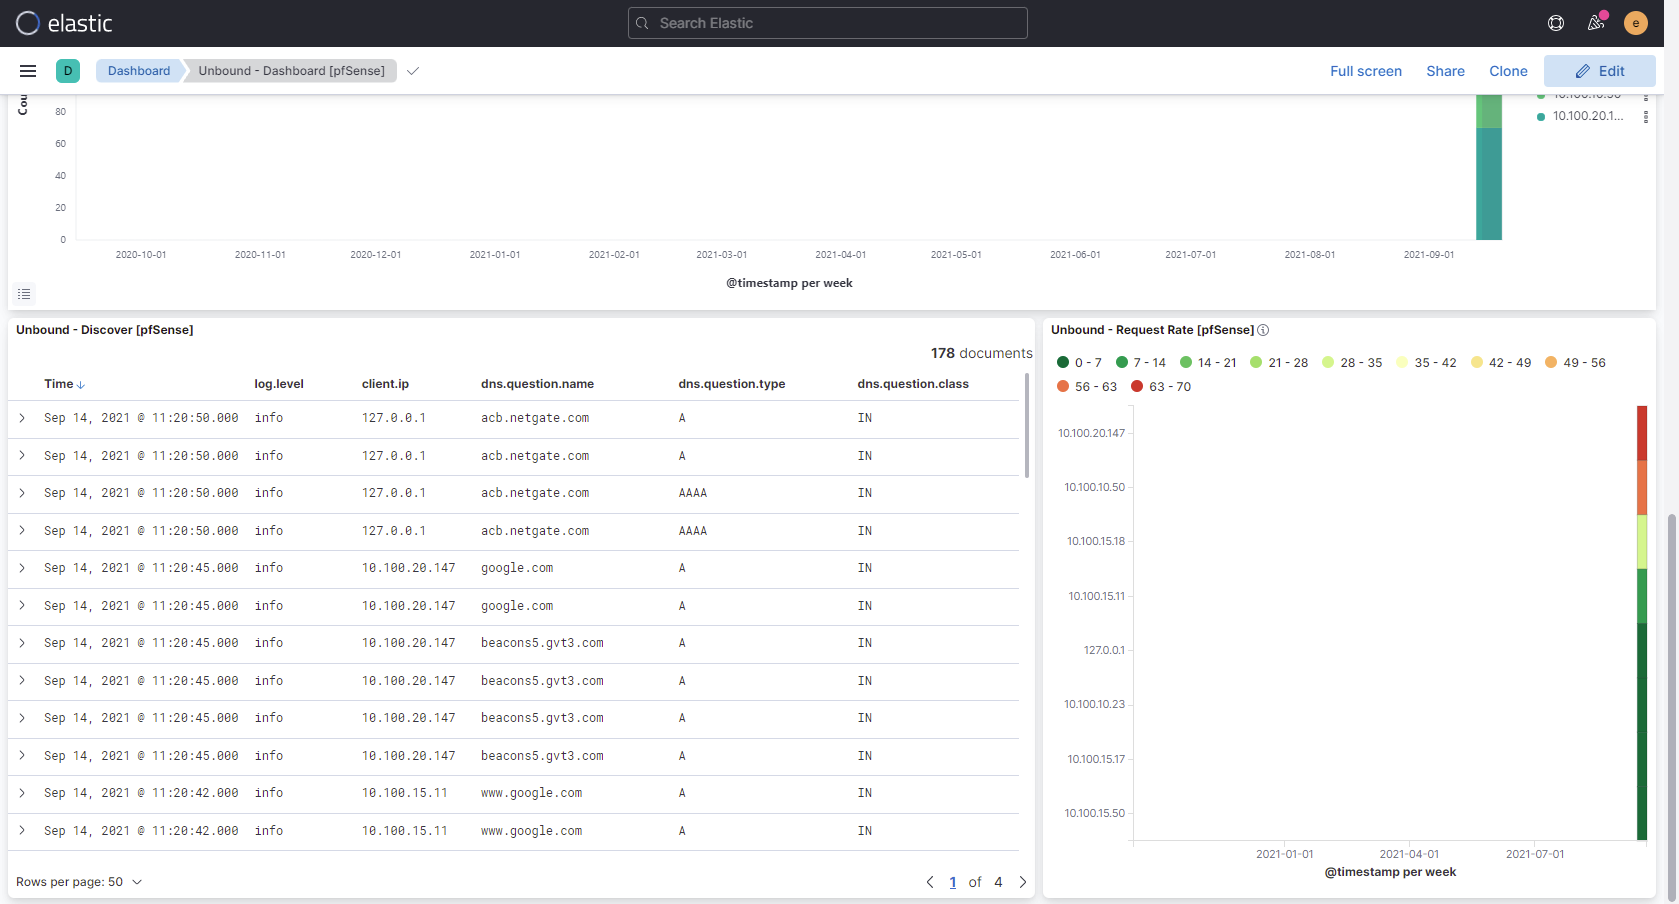 elastic
Search Elastic
e
D
Dashboard
Unbound - Dashboard [pfSense]
Full screen
Share
Clone
Edit
Cou
80
60
40
20
0
2020-10-01
2020-11-01
2020-12-01
2021-01-01
2021-02-01
2021-03-01
2021-04-01
2021-05-01
2021-06-01
2021-07-01
2021-08-01
2021-09-01
@timestamp per week
10.100.20.1...
Unbound - Discover [pfSense]
178 documents
Time log.level client.ip dns.question.name dns.question.type dns.question.class
Sep 14, 2021 @ 11:20:50.000 info 127.0.0.1 acb.netgate.com A IN
Sep 14, 2021 @ 11:20:50.000 info 127.0.0.1 acb.netgate.com A IN
Sep 14, 2021 @ 11:20:50.000 info 127.0.0.1 acb.netgate.com AAAA IN
Sep 14, 2021 @ 11:20:50.000 info 127.0.0.1 acb.netgate.com AAAA IN
Sep 14, 2021 @ 11:20:45.000 info 10.100.20.147 google.com A IN
Sep 14, 2021 @ 11:20:45.000 info 10.100.20.147 google.com A IN
Sep 14, 2021 @ 11:20:45.000 info 10.100.20.147 beacons5.gvt3.com A IN
Sep 14, 2021 @ 11:20:45.000 info 10.100.20.147 beacons5.gvt3.com A IN
Sep 14, 2021 @ 11:20:45.000 info 10.100.20.147 beacons5.gvt3.com A IN
Sep 14, 2021 @ 11:20:45.000 info 10.100.20.147 beacons5.gvt3.com A IN
Sep 14, 2021 @ 11:20:42.000 info 10.100.15.11 www.google.com A IN
Sep 14, 2021 @ 11:20:42.000 info 10.100.15.11 www.google.com A IN
Rows per page: 50
1 of 4
Unbound - Request Rate [pfSense]
0 - 7
7 - 14
14 - 21
21 - 28
28 - 35
35 - 42
42 - 49
49 - 56
56 - 63
63 - 70
10.100.20.147
10.100.10.50
10.100.15.18
10.100.15.11
127.0.0.1
10.100.10.23
10.100.15.17
10.100.15.50
2021-01-01
2021-04-01
2021-07-01
@timestamp per week